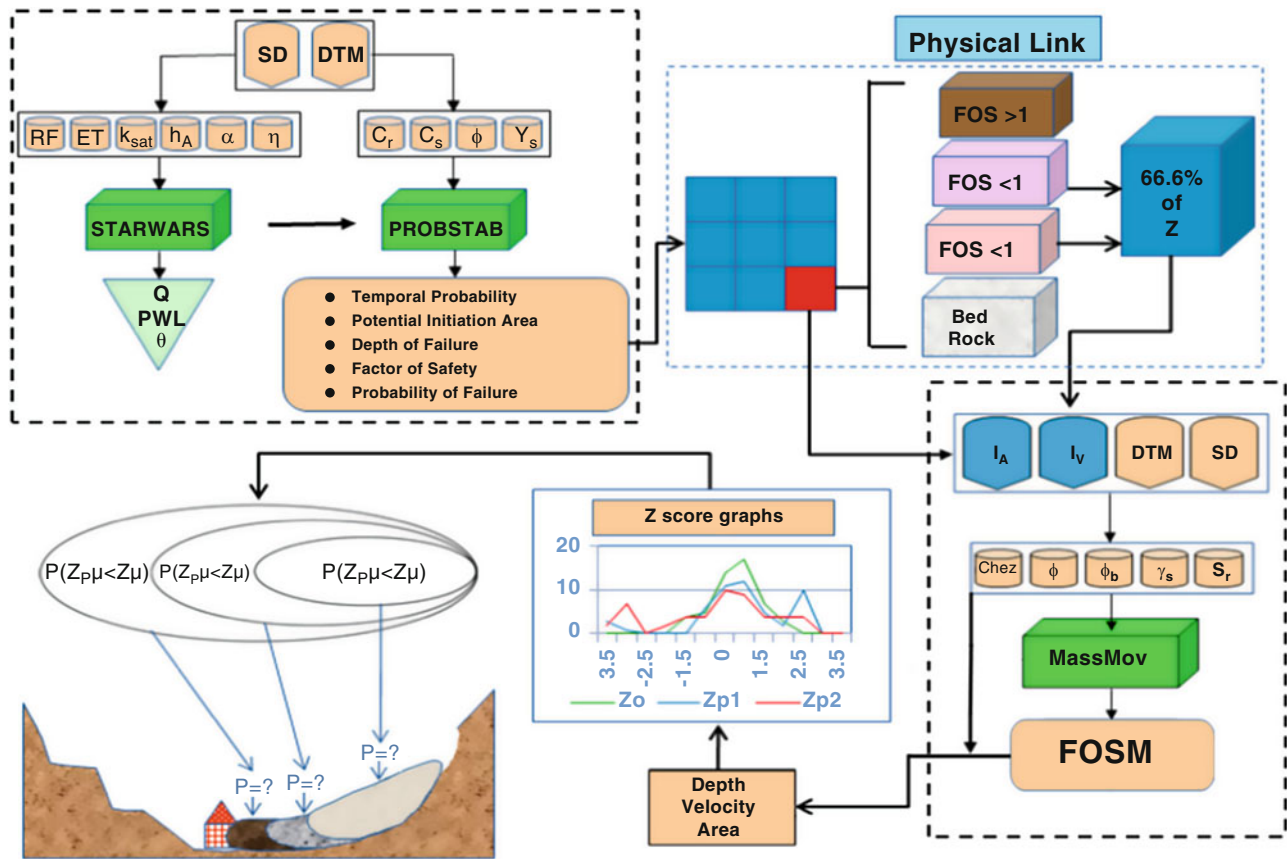 SD DTM
RF ET ksat hA α η
Cr Cs ϕ Ys
STARWARS
PROBSTAB
Q
PWL
θ
● Temporal Probability
● Potential Initiation Area
● Depth of Failure
● Factor of Safety
● Probability of Failure
Physical Link
FOS >1
FOS <1
FOS <1
Bed
Rock
66.6%
of
Z
IA IV DTM SD
Chez ϕ ϕb γs Sr
MassMov
FOSM
Depth
Velocity
Area
Z score graphs
20
10
0
3.5 -2.5 -1.5 0 1.5 2.5 3.5
Zo Zp1 Zp2
P(ZPμ<Zμ) P(ZPμ<Zμ) P(ZPμ<Zμ)
P=? P=? P=?